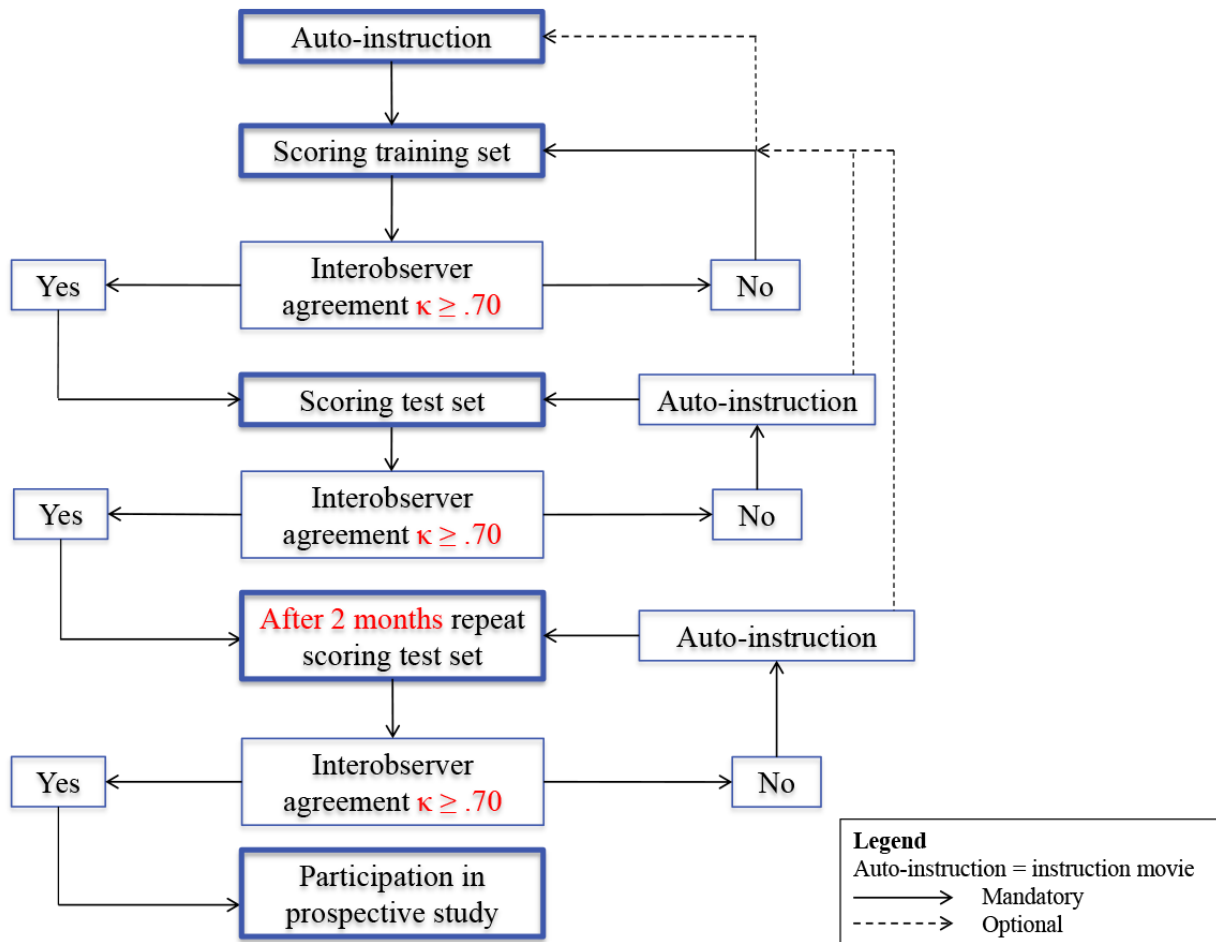 Auto-instruction
Scoring training set
Yes
Interobserver
agreement κ ≥ .70
No
Scoring test set
Auto-instruction
Yes
Interobserver
agreement κ ≥ .70
No
After 2 months repeat
scoring test set
Auto-instruction
Yes
Interobserver
agreement κ ≥ .70
No
Participation in
prospective study
Legend
Auto-instruction = instruction movie
Mandatory
Optional